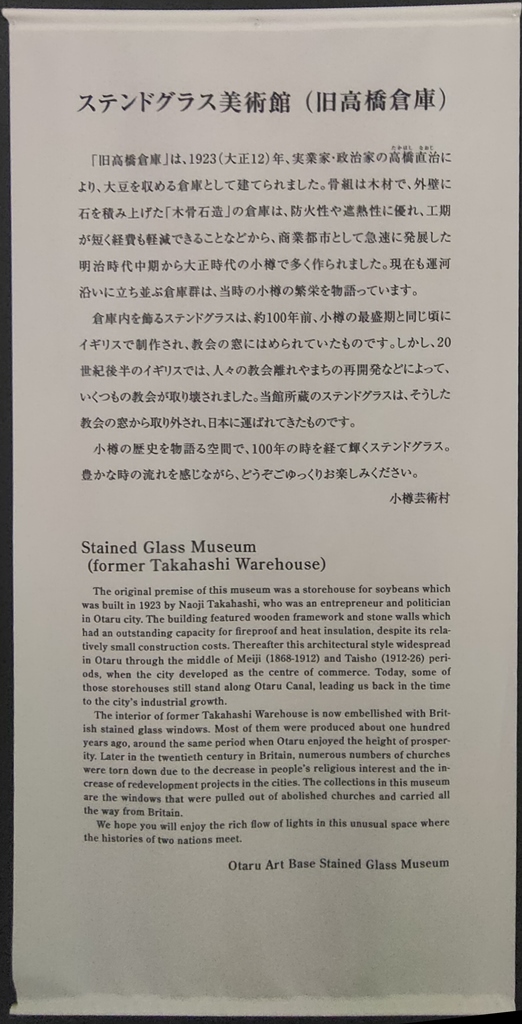 ステンドグラス美術館（旧高橋倉庫）
「旧高橋倉庫」は、1923（大正12）年、実業家・政治家の高橋直治に
たかはし なおじ
より、大豆を収める倉庫として建てられました。骨組は木材で、外壁に
石を積み上げた「木骨石造」の倉庫は、防火性や遮熱性に優れ、工期
が短く経費も軽減できることなどから、商業都市として急速に発展した
明治時代中期から大正時代の小樽で多く作られました。現在も運河
沿いに立ち並ぶ倉庫群は、当時の小樽の繁栄を物語っています。
倉庫内を飾るステンドグラスは、約100年前、小樽の最盛期と同じ頃に
イギリスで制作され、教会の窓にはめられていたものです。しかし、20
世紀後半のイギリスでは、人々の教会離れやまちの再開発などによって、
いくつもの教会が取り壊されました。当館所蔵のステンドグラスは、そうした
教会の窓から取り外され、日本に運ばれてきたものです。
小樽の歴史を物語る空間で、100年の時を経て輝くステンドグラス。
豊かな時の流れを感じながら、どうぞごゆっくりお楽しみください。
小樽芸術村
Stained Glass Museum
(former Takahashi Warehouse)
The original premise of this museum was a storehouse for soybeans which
was built in 1923 by Naoji Takahashi, who was an entrepreneur and politician
in Otaru city. The building featured wooden framework and stone walls which
had an outstanding capacity for fireproof and heat insulation, despite its rela-
tively small construction costs. Thereafter this architectural style widespread
in Otaru through the middle of Meiji (1868-1912) and Taisho (1912-26) peri-
ods, when the city developed as the centre of commerce. Today, some of
those storehouses still stand along Otaru Canal, leading us back in the time
to the city's industrial growth.
The interior of former Takahashi Warehouse is now embellished with Brit-
ish stained glass windows. Most of them were produced about one hundred
years ago, around the same period when Otaru enjoyed the height of prosper-
ity. Later in the twentieth century in Britain, numerous numbers of churches
were torn down due to the decrease in people's religious interest and the in-
crease of redevelopment projects in the cities. The collections in this museum
are the windows that were pulled out of abolished churches and carried all
the way from Britain.
We hope you will enjoy the rich flow of lights in this unusual space where
the histories of two nations meet.
Otaru Art Base Stained Glass Museum